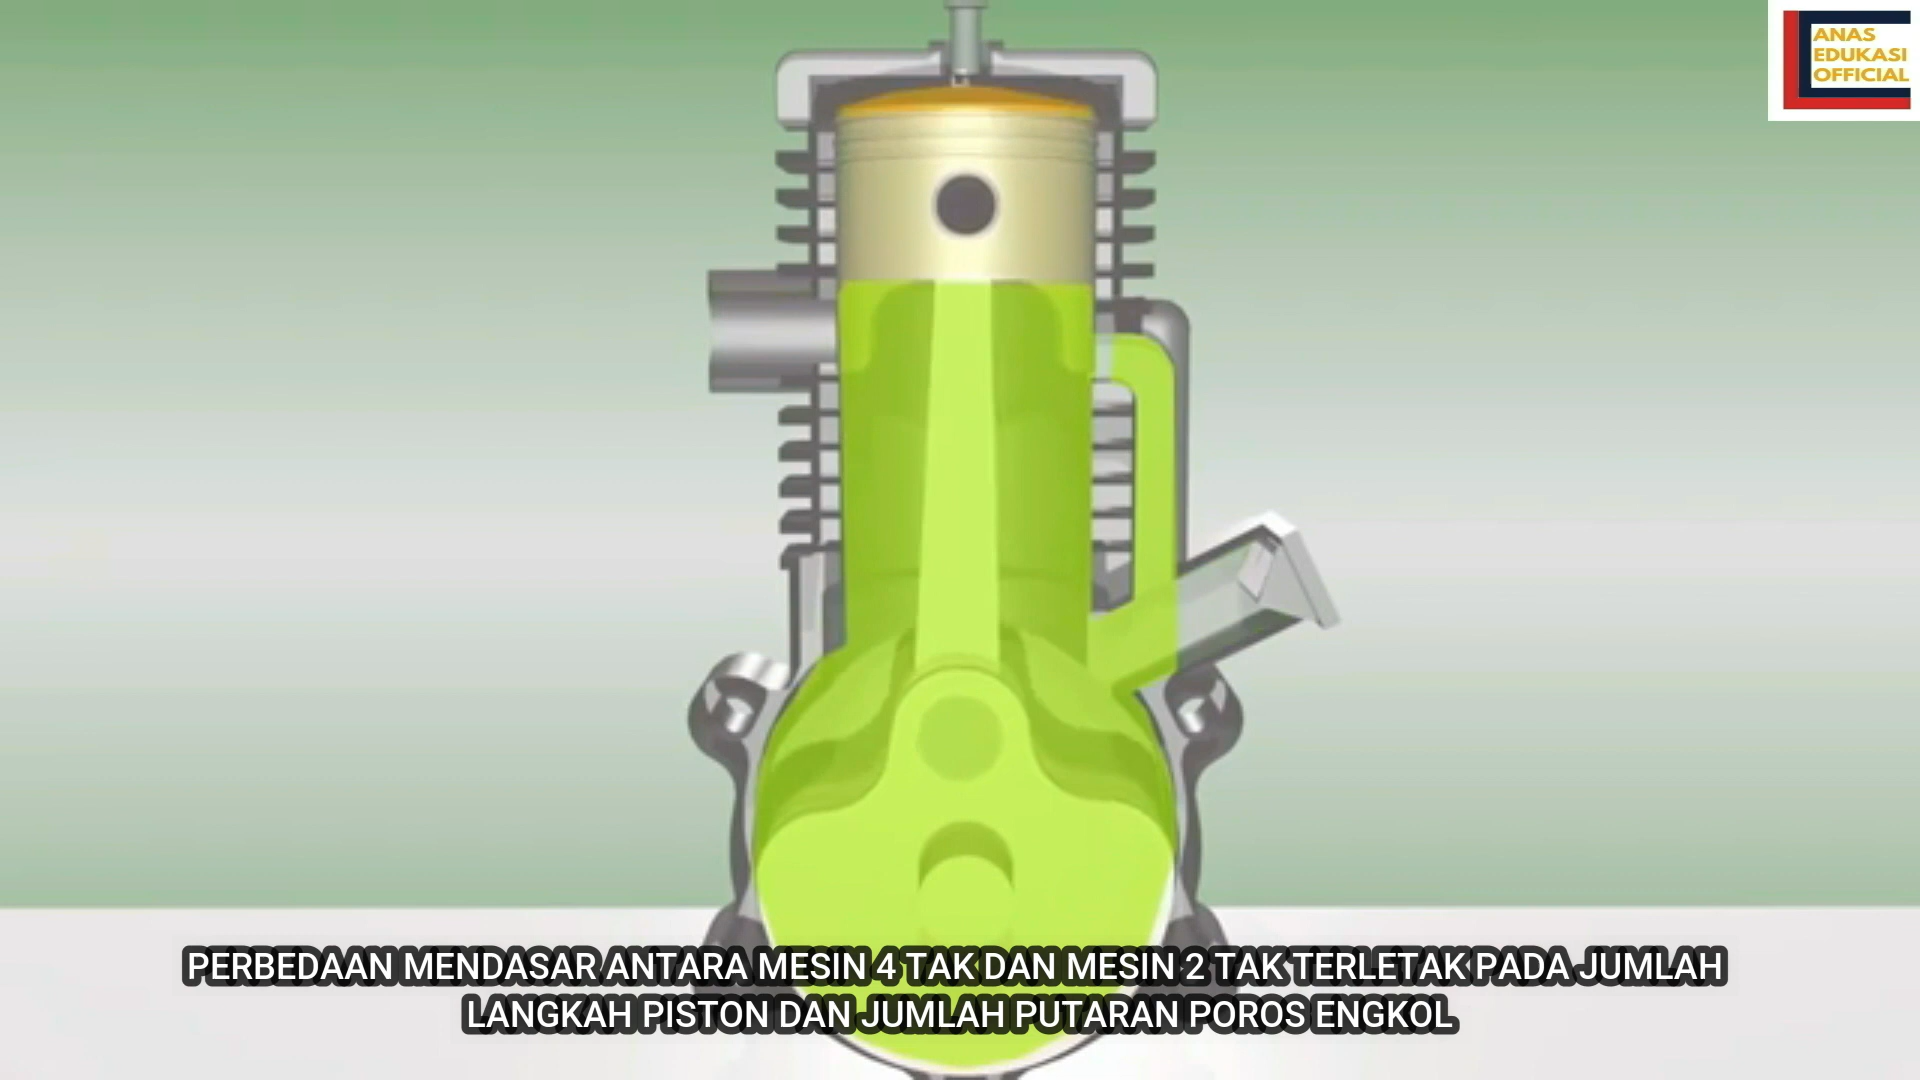 ANAS
EDUKASI
OFFICIAL
PERBEDAAN MENDASAR ANTARA MESIN 4 TAK DAN MESIN 2 TAK TERLETAK PADA JUMLAH
LANGKAH PISTON DAN JUMLAH PUTARAN POROS ENGKOL